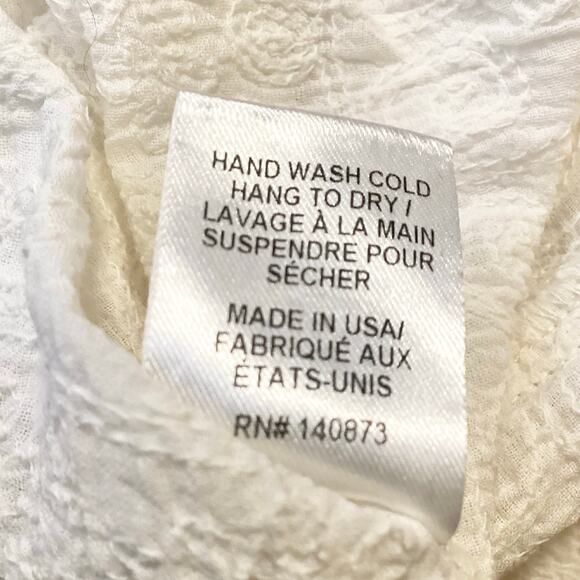 HAND WASH COLD
HANG TO DRY /
LAVAGE À LA MAIN
SUSPENDRE POUR
SÉCHER
MADE IN USA/
FABRIQUÉ AUX
ÉTATS-UNIS
RN# 140873